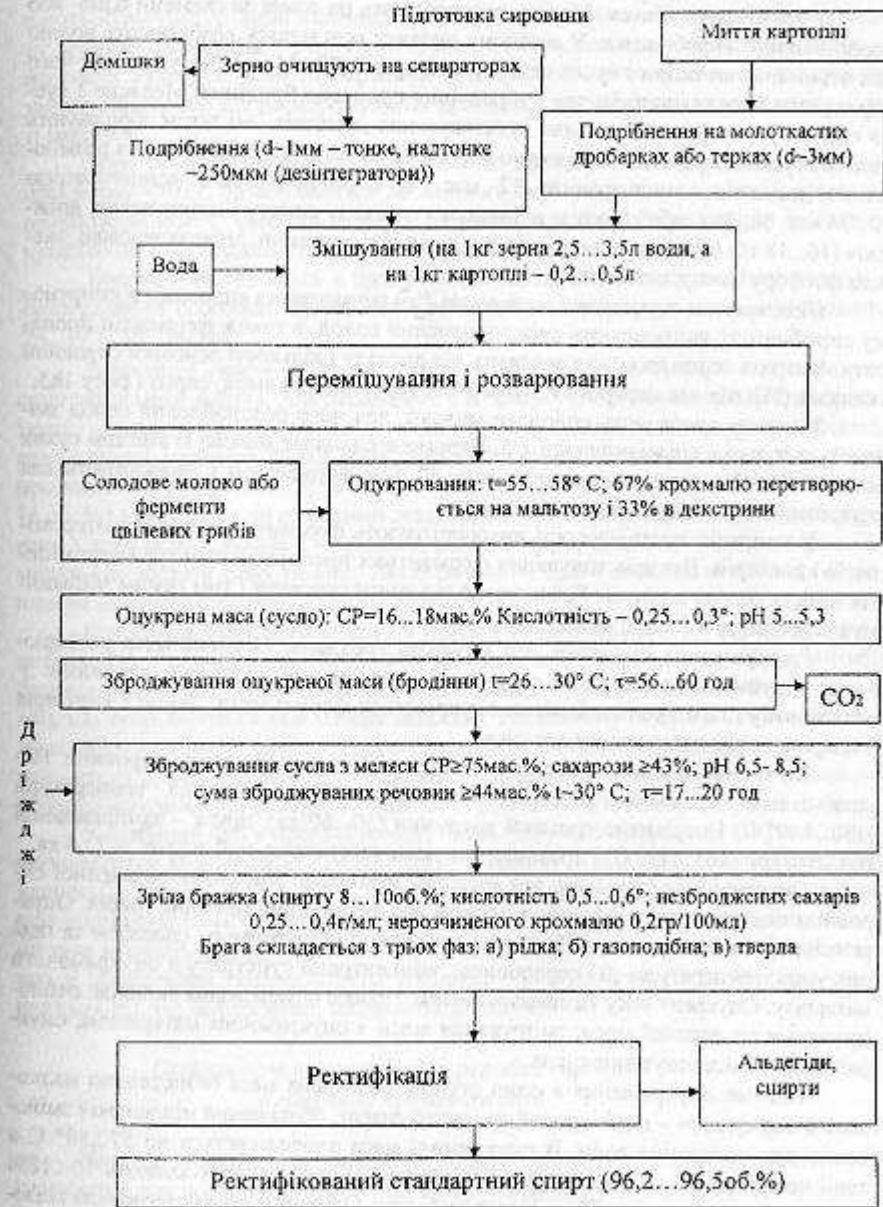 Підготовка сировини
Миття картоплі
Домішки
Зерно очищують на сепараторах
Подрібнення (d~1мм – тонке, надтонке
~250мкм (дезінтегратори))
Подрібнення на молоткастих
дробарках або терках (d~3мм)
Вода
Змішування (на 1кг зерна 2,5...3,5л води, а
на 1кг картоплі – 0,2...0,5л
Перемішування і розварювання
Солодове молоко або
ферменти
цвілевих грибів
Оцукрювання: t=55...58° C; 67% крохмалю перетворю-
ється на мальтозу і 33% в декстрини
Оцукрена маса (сусло): СР=16...18мас.% Кислотність – 0,25...0,3°; pH 5...5,3
Зброджування оцукреної маси (бродіння) t=26...30° C; τ=56...60 год
CO₂
Дріжджі
Зброджування сусла з меляси СР≥75мас.%; сахарози ≥43%; pH 6,5- 8,5;
сума зброджуваних речовин ≥44мас.% t~30° C; τ=17...20 год
Зріла бражка (спирту 8...10об.%; кислотність 0,5...0,6°; незброджених сахарів
0,25...0,4г/мл; нерозчиненого крохмалю 0,2гр/100мл)
Брага складається з трьох фаз: а) рідка; б) газоподібна; в) тверда
Ректифікація
Альдегіди,
спирти
Ректифікований стандартний спирт (96,2...96,5об.%)